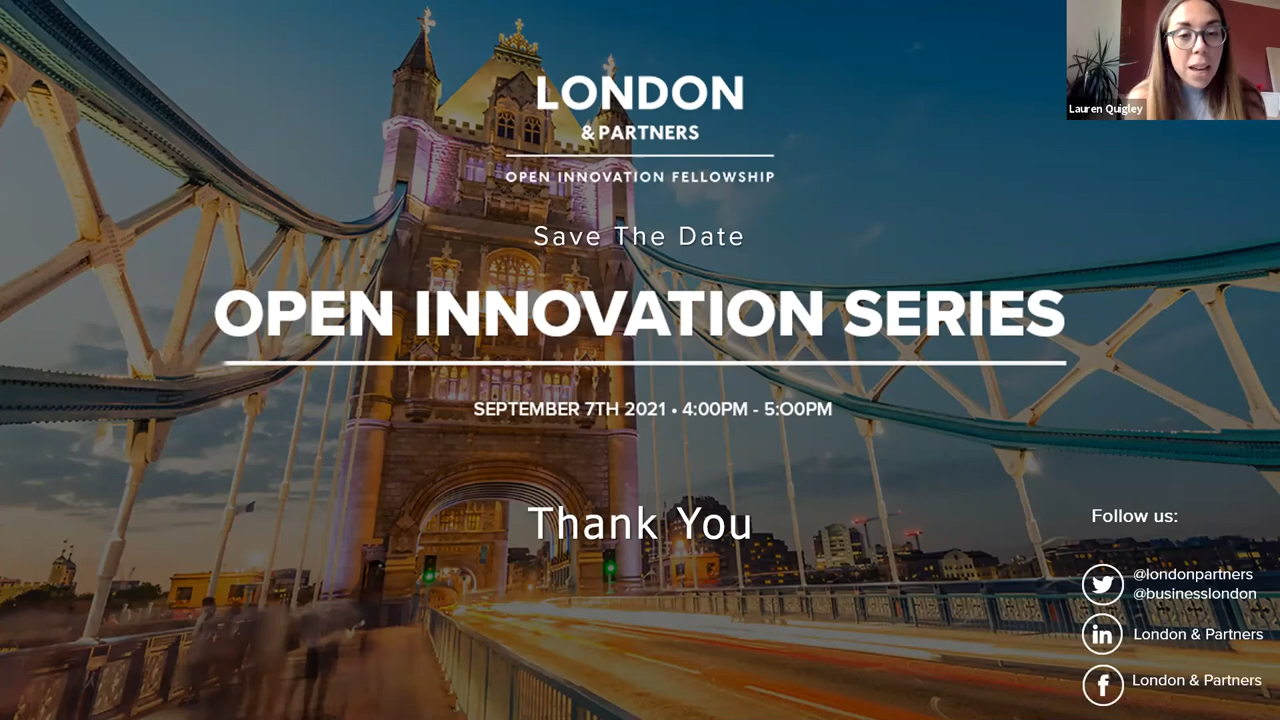 LONDON
& PARTNERS
OPEN INNOVATION FELLOWSHIP
Lauren Quigley
Save The Date
OPEN INNOVATION SERIES
SEPTEMBER 7TH 2021 • 4:00PM - 5:00PM
Thank You
Follow us:
@londonpartners
@businesslondon
in London & Partners
f London & Partners